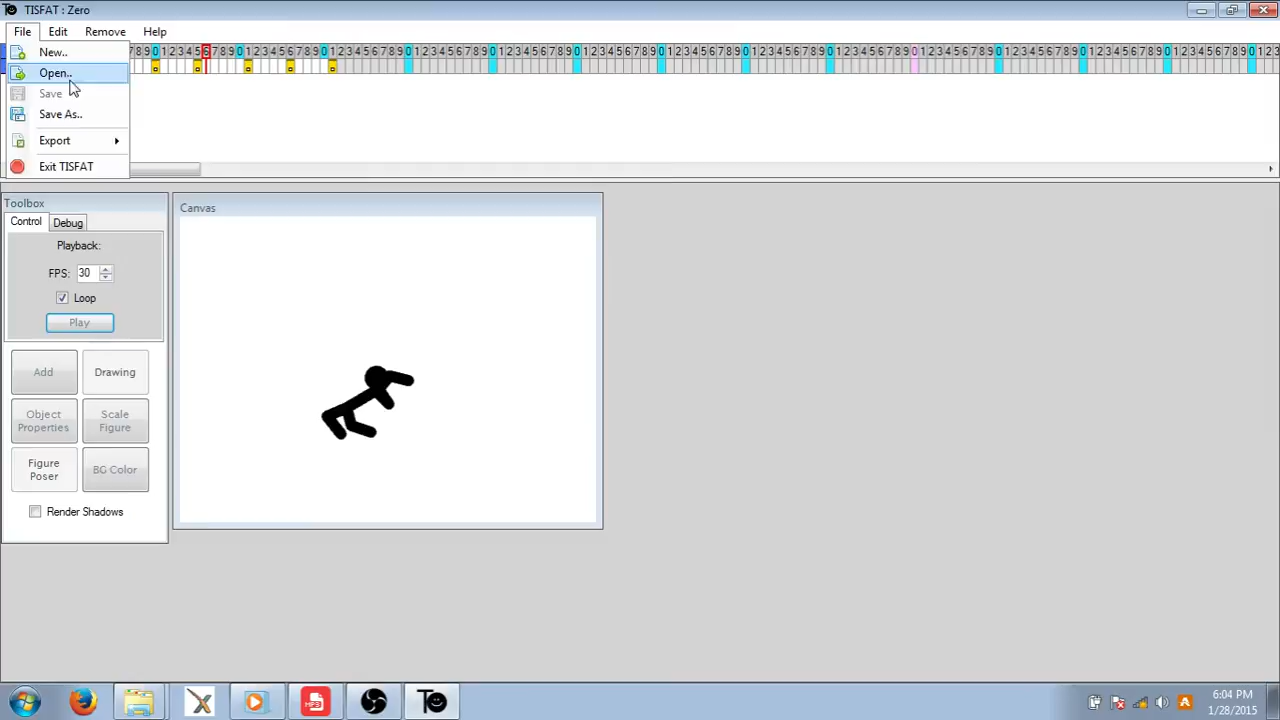 TISFAT : Zero
File Edit Remove Help
New..
Open..
Save
Save As..
Export
Exit TISFAT
Toolbox
Control Debug
Playback:
FPS: 30
Loop
Play
Add Drawing
Object Properties
Scale Figure
Figure Poser
BG Color
Render Shadows
Canvas
MP3
6:04 PM
1/28/2015